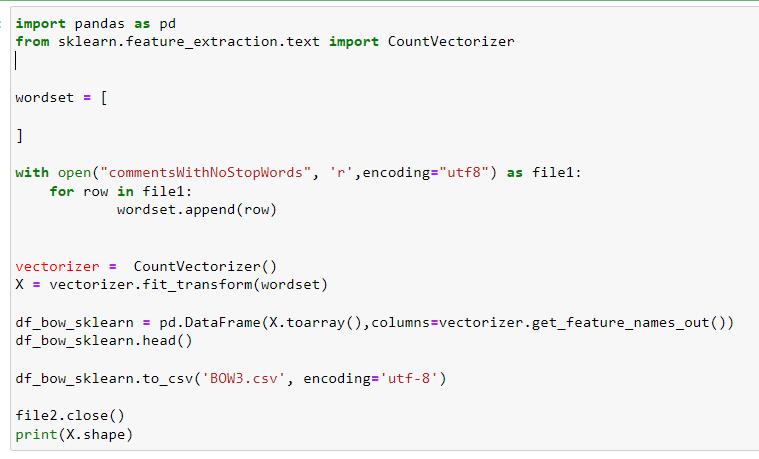 import pandas as pd
from sklearn.feature_extraction.text import CountVectorizer
wordset = [
]
with open("commentsWithNoStopWords", 'r',encoding="utf8") as file1:
    for row in file1:
            wordset.append(row)
vectorizer =  CountVectorizer()
X = vectorizer.fit_transform(wordset)
df_bow_sklearn = pd.DataFrame(X.toarray(),columns=vectorizer.get_feature_names_out())
df_bow_sklearn.head()
df_bow_sklearn.to_csv('BOW3.csv', encoding='utf-8')
file2.close()
print(X.shape)